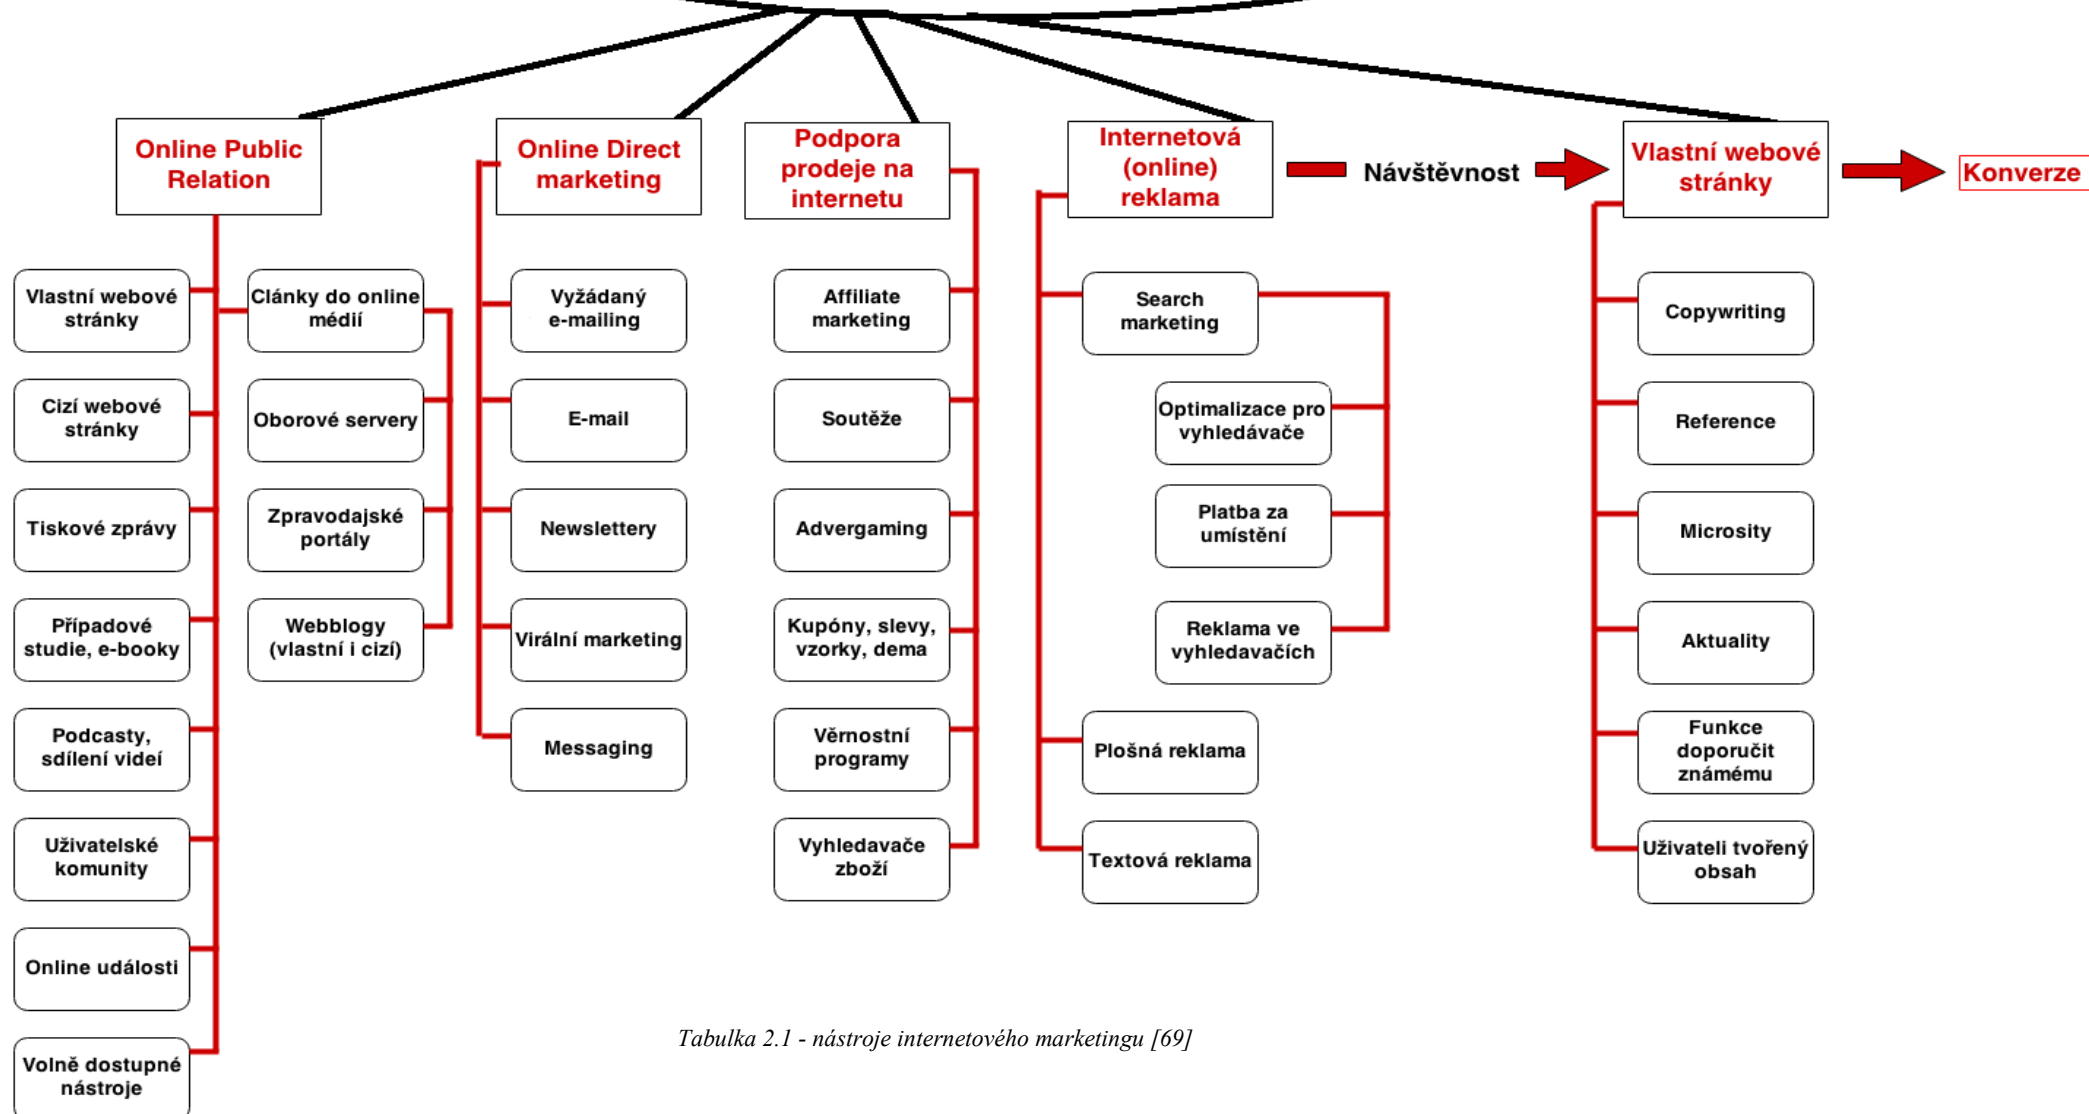 Online Public
Relation
Online Direct
marketing
Podpora
prodeje na
internetu
Internetová
(online)
reklama
Návštěvnost
Vlastní webové
stránky
Konverze
Vlastní webové
stránky
Cizí webové
stránky
Tiskové zprávy
Případové
studie, e-booky
Podcasty,
sdílení videí
Uživatelské
komunity
Online události
Volně dostupné
nástroje
Clánky do online
médií
Oborové servery
Zpravodajské
portály
Webblogy
(vlastní i cizí)
Vyžádaný
e-mailing
E-mail
Newslettery
Virální marketing
Messaging
Affiliate
marketing
Soutěže
Advergaming
Kupóny, slevy,
vzorky, dema
Věrnostní
programy
Vyhledavače
zboží
Search
marketing
Optimalizace pro
vyhledávače
Platba za
umístění
Reklama ve
vyhledavačích
Plošná reklama
Textová reklama
Copywriting
Reference
Microsity
Aktuality
Funkce
doporučit
známému
Uživateli tvořený
obsah
Tabulka 2.1 - nástroje internetového marketingu [69]